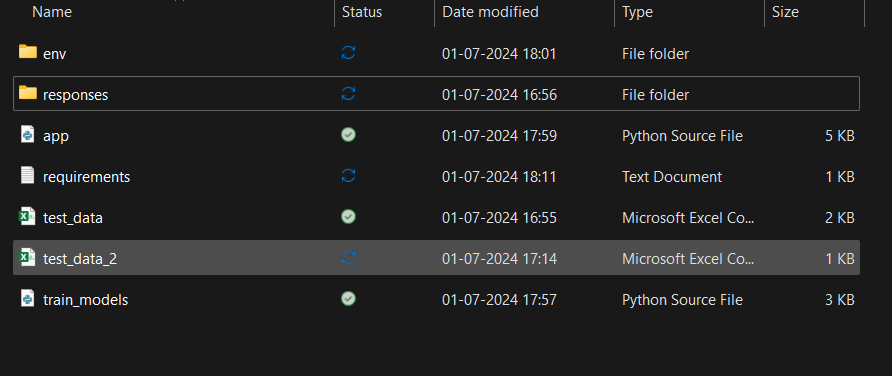 Name Status Date modified Type Size
env 01-07-2024 18:01 File folder
responses 01-07-2024 16:56 File folder
app 01-07-2024 17:59 Python Source File 5 KB
requirements 01-07-2024 18:11 Text Document 1 KB
test_data 01-07-2024 16:55 Microsoft Excel Co... 2 KB
test_data_2 01-07-2024 17:14 Microsoft Excel Co... 1 KB
train_models 01-07-2024 17:57 Python Source File 3 KB